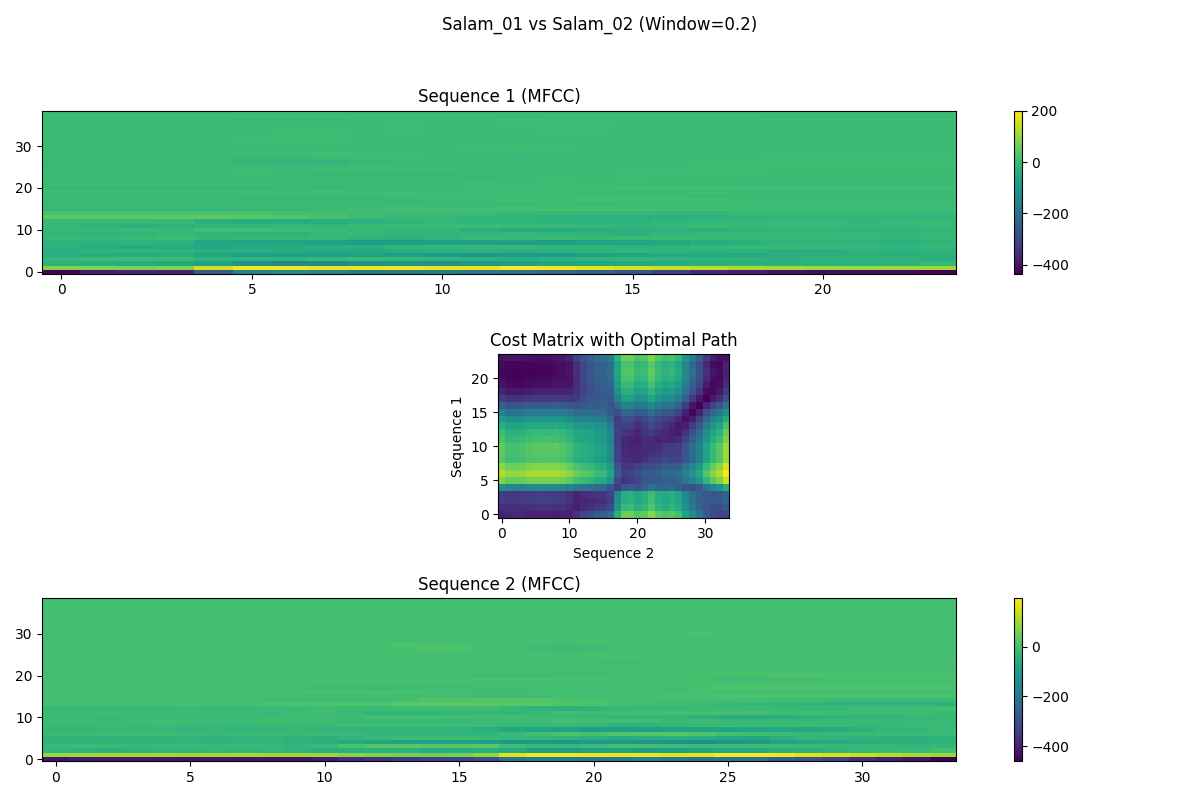 Salam_01 vs Salam_02 (Window=0.2)
Sequence 1 (MFCC)
30
20
10
0
0 5 10 15 20
200
0
−200
−400
Cost Matrix with Optimal Path
Sequence 1
20
15
10
5
0
0 10 20 30
Sequence 2
Sequence 2 (MFCC)
30
20
10
0
0 5 10 15 20 25 30
0
−200
−400